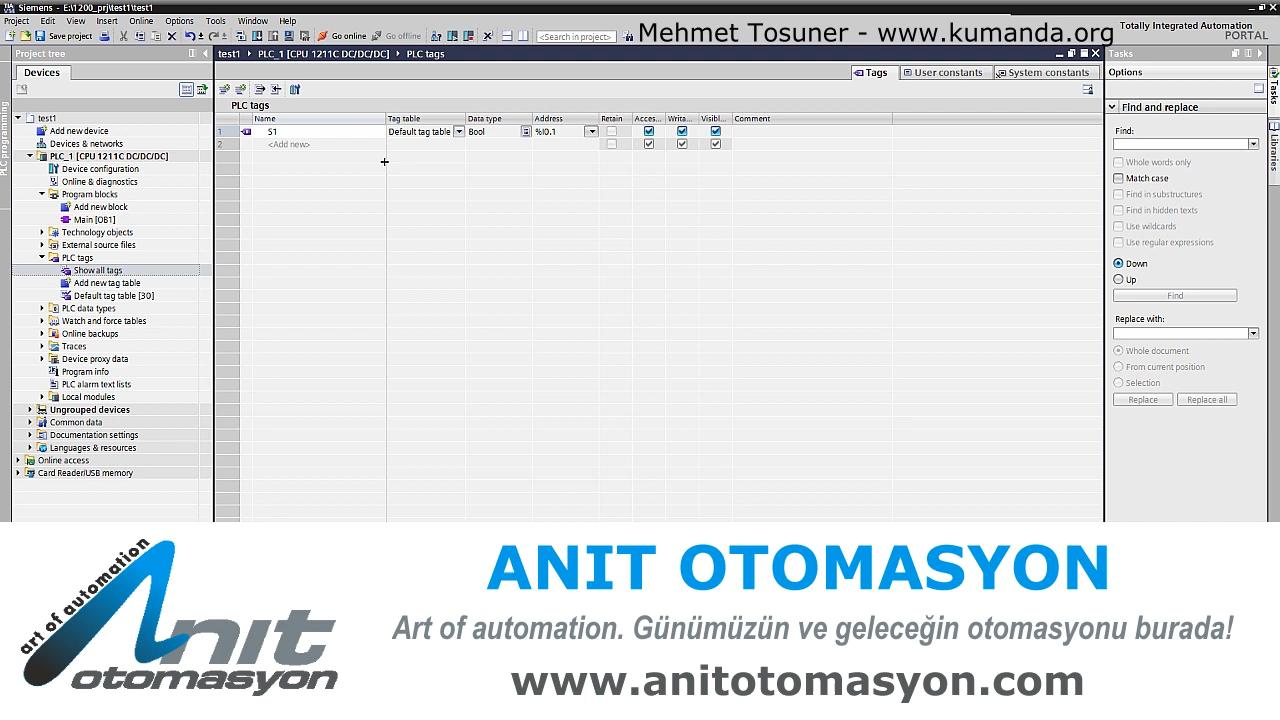 Siemens - E:\1200_prj\test1\test1
Project Edit View Insert Online Options Tools Window Help
Mehmet Tosuner - www.kumanda.org
Totally Integrated Automation
PORTAL
Save project Go online Go offline <Search in project>
Project tree
test1 PLC_1 [CPU 1211C DC/DC/DC] PLC tags
Tasks
Devices
Tags User constants System constants
Options
PLC programming
Tasks
Libraries
PLC tags
Name Tag table Data type Address Retain Acces... Writa... Visibl... Comment
1 S1 Default tag table Bool %I0.1
2 <Add new>
test1
Add new device
Devices & networks
PLC_1 [CPU 1211C DC/DC/DC]
Device configuration
Online & diagnostics
Program blocks
Add new block
Main [OB1]
Technology objects
External source files
PLC tags
Show all tags
Add new tag table
Default tag table [30]
PLC data types
Watch and force tables
Online backups
Traces
Device proxy data
Program info
PLC alarm text lists
Local modules
Ungrouped devices
Common data
Documentation settings
Languages & resources
Online access
Card Reader/USB memory
Find and replace
Find:
Whole words only
Match case
Find in substructures
Find in hidden texts
Use wildcards
Use regular expressions
Down
Up
Find
Replace with:
Whole document
From current position
Selection
Replace Replace all
art of automation
Anıt
otomasyon
ANIT OTOMASYON
Art of automation. Günümüzün ve geleceğin otomasyonu burada!
www.anitotomasyon.com